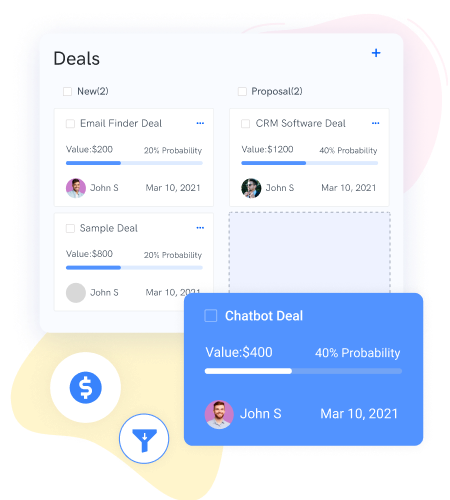 Deals
+
New(2)
Proposal(2)
Email Finder Deal
Value:$200 20% Probability
John S Mar 10, 2021
CRM Software Deal
Value:$1200 40% Probability
John S Mar 10, 2021
Sample Deal
Value:$800 20% Probability
John S Mar 10, 2021
Chatbot Deal
Value:$400 40% Probability
John S Mar 10, 2021
$